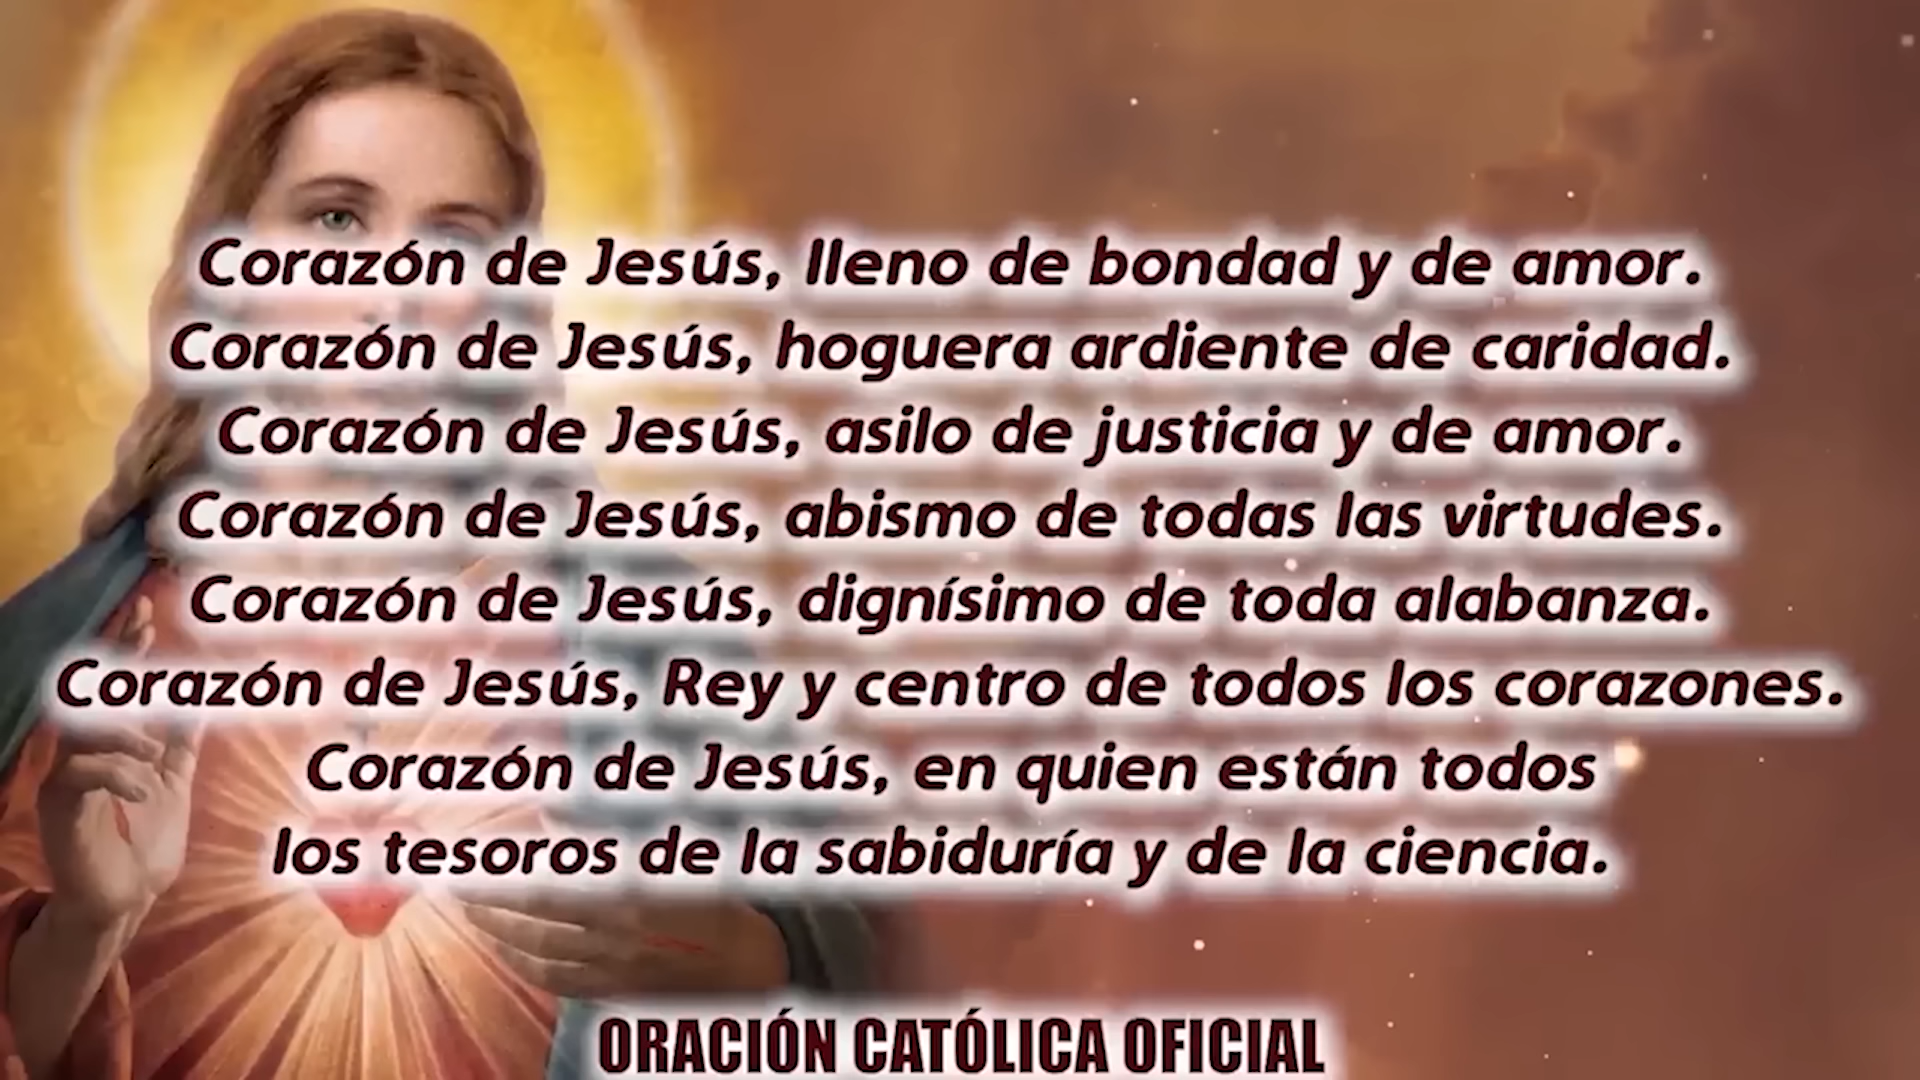 Corazón de Jesús, lleno de bondad y de amor.
Corazón de Jesús, hoguera ardiente de caridad.
Corazón de Jesús, asilo de justicia y de amor.
Corazón de Jesús, abismo de todas las virtudes.
Corazón de Jesús, dignísimo de toda alabanza.
Corazón de Jesús, Rey y centro de todos los corazones.
Corazón de Jesús, en quien están todos
los tesoros de la sabiduría y de la ciencia.
ORACIÓN CATÓLICA OFICIAL